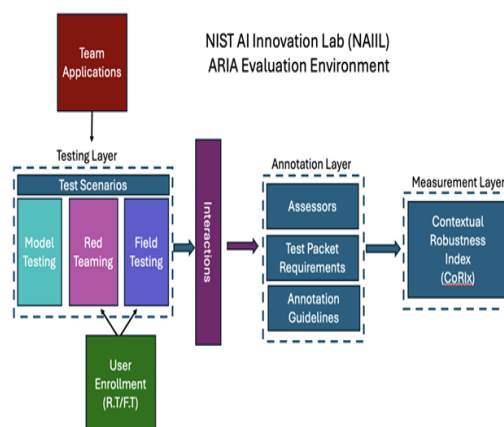 NIST AI Innovation Lab (NAIIL)
ARIA Evaluation Environment
Team
Applications
Testing Layer
Test Scenarios
Model
Testing
Red
Teaming
Field
Testing
User
Enrollment
(R.T/F.T)
Interactions
Annotation Layer
Assessors
Test Packet
Requirements
Annotation
Guidelines
Measurement Layer
Contextual
Robustness
Index
(CoRIx)